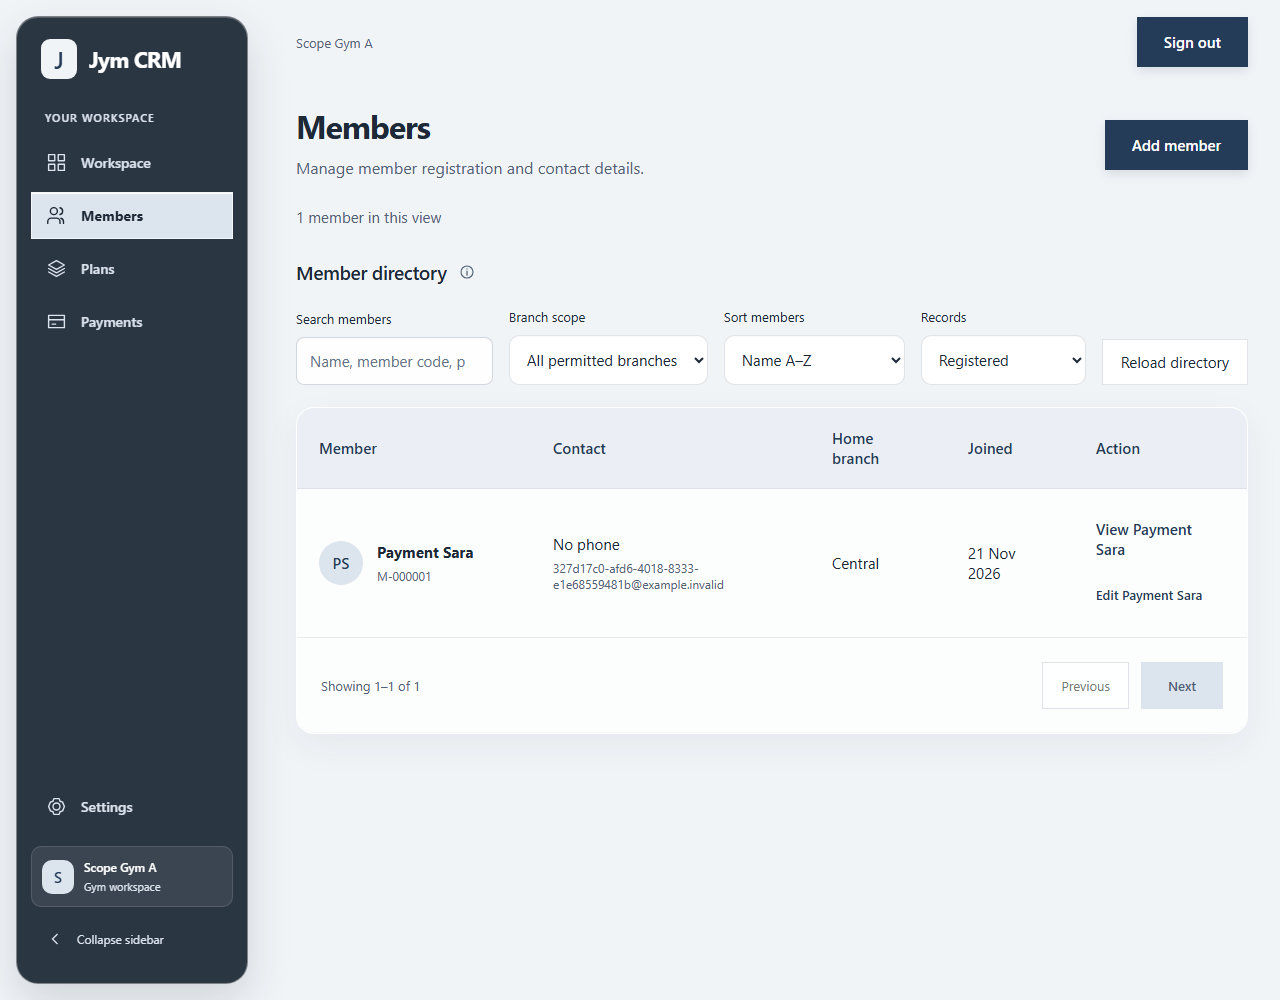 J
Jym CRM
YOUR WORKSPACE
Workspace
Members
Plans
Payments
Settings
S
Scope Gym A
Gym workspace
Collapse sidebar
Scope Gym A
Sign out
Members
Manage member registration and contact details.
Add member
1 member in this view
Member directory
Search members
Name, member code, p
Branch scope
All permitted branches
Sort members
Name A–Z
Records
Registered
Reload directory
Member
Contact
Home
branch
Joined
Action
PS
Payment Sara
M-000001
No phone
327d17c0-afd6-4018-8333-
e1e68559481b@example.invalid
Central
21 Nov
2026
View Payment
Sara
Edit Payment Sara
Showing 1–1 of 1
Previous
Next